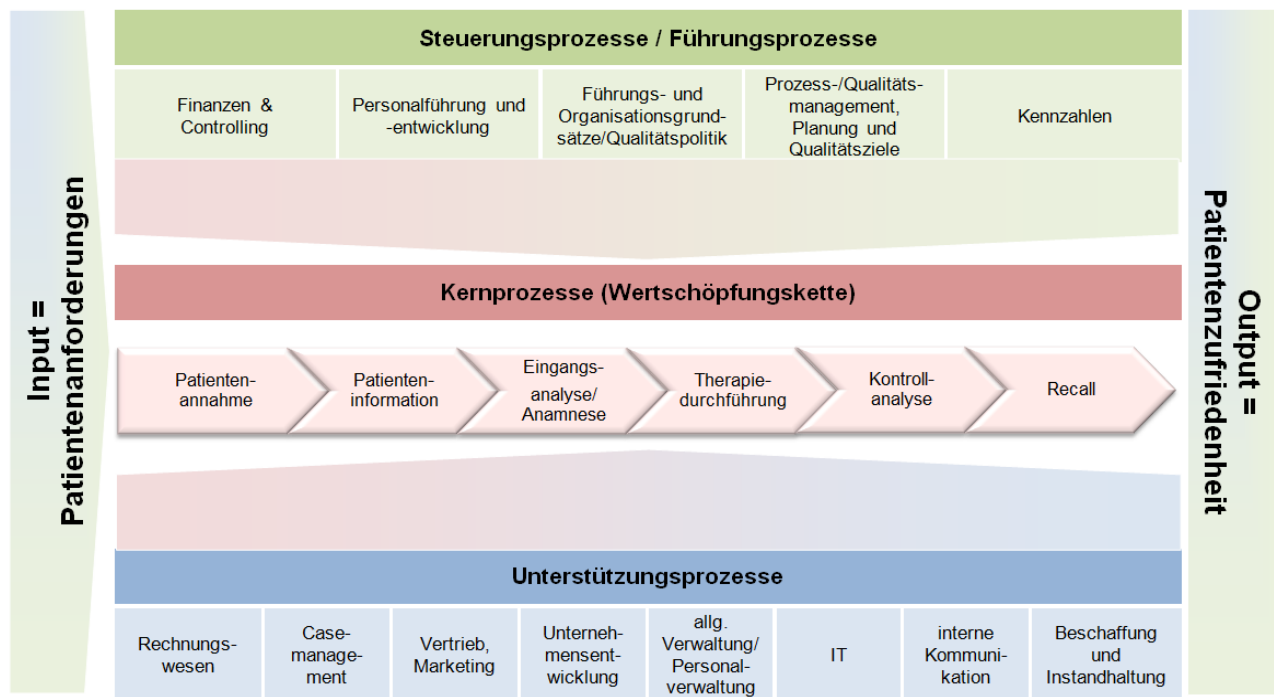 Input =
Patientenanforderungen
Steuerungsprozesse / Führungsprozesse
Finanzen &
Controlling
Personalführung und
-entwicklung
Führungs- und
Organisationsgrund-
sätze/Qualitätspolitik
Prozess-/Qualitäts-
management,
Planung und
Qualitätsziele
Kennzahlen
Kernprozesse (Wertschöpfungskette)
Patienten-
annahme
Patienten-
information
Eingangs-
analyse/
Anamnese
Therapie-
durchführung
Kontroll-
analyse
Recall
Unterstützungsprozesse
Rechnungs-
wesen
Case-
manage-
ment
Vertrieb,
Marketing
Unterneh-
mensent-
wicklung
allg.
Verwaltung/
Personal-
verwaltung
IT
interne
Kommuni-
kation
Beschaffung
und
Instandhaltung
Output =
Patientenzufriedenheit